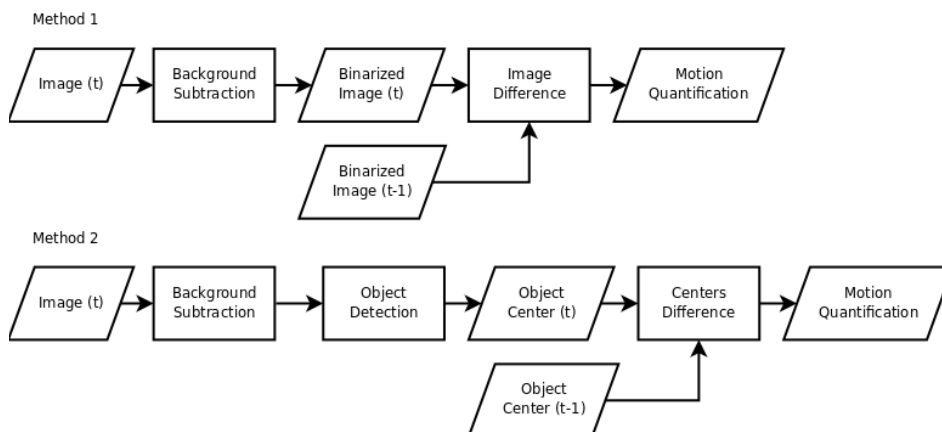 Method 1
Image (t)
Background
Subtraction
Binarized
Image (t)
Image
Difference
Motion
Quantification
Binarized
Image (t-1)
Method 2
Image (t)
Background
Subtraction
Object
Detection
Object
Center (t)
Centers
Difference
Motion
Quantification
Object
Center (t-1)